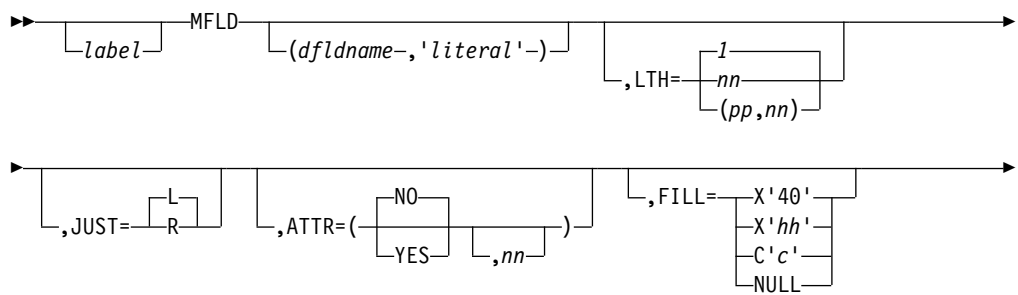 label MFLD (dfldname ,'literal' ) ,LTH= 1
nn
(pp,nn)
,JUST= L
R
,ATTR=( NO
YES ,nn )
,FILL= X'40'
X'hh'
C'c'
NULL